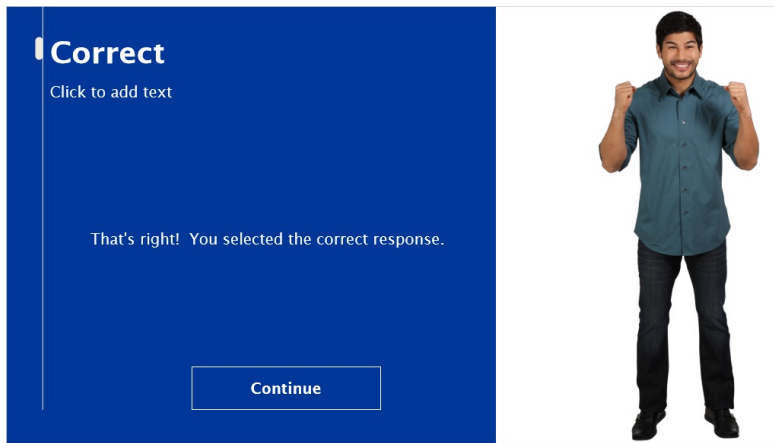 Correct
Click to add text
That's right!  You selected the correct response.
Continue